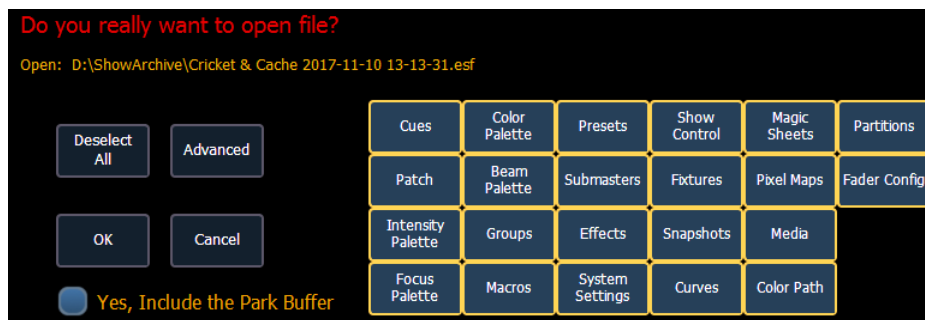 Do you really want to open file?
Open: D:\ShowArchive\Cricket & Cache 2017-11-10 13-13-31.esf
Deselect
All
Advanced
OK
Cancel
Yes, Include the Park Buffer
Cues
Color
Palette
Presets
Show
Control
Magic
Sheets
Partitions
Patch
Beam
Palette
Submasters
Fixtures
Pixel Maps
Fader Config
Intensity
Palette
Groups
Effects
Snapshots
Media
Focus
Palette
Macros
System
Settings
Curves
Color Path